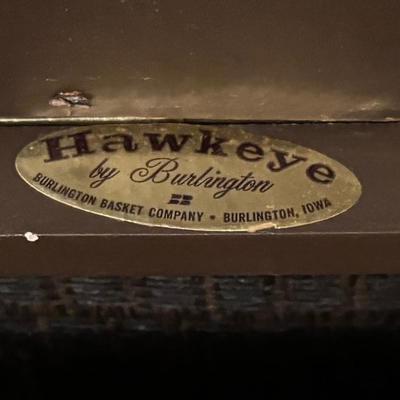 Hawkeye
by Burlington
BURLINGTON BASKET COMPANY • BURLINGTON, IOWA